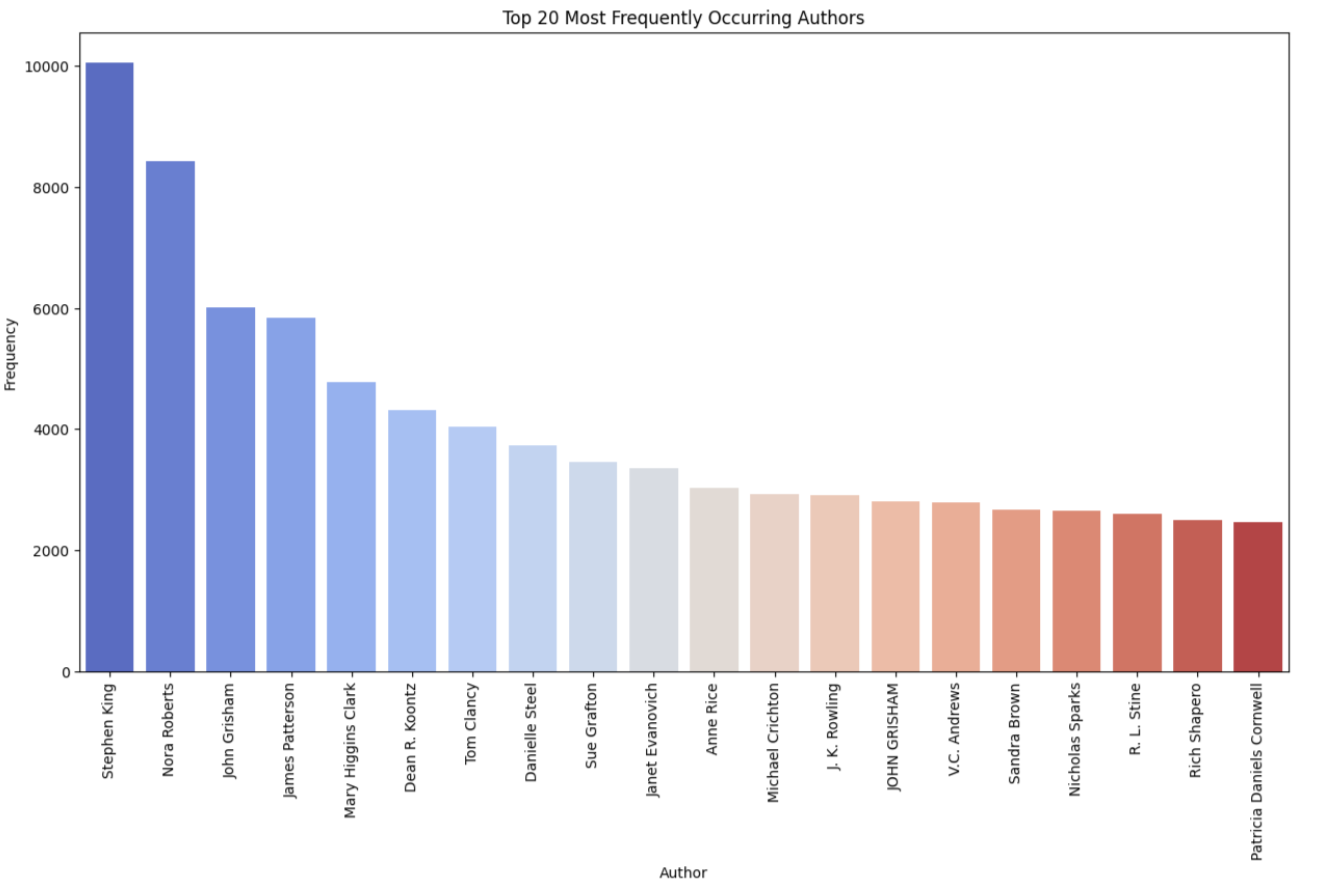 Top 20 Most Frequently Occurring Authors
10000
8000
6000
4000
2000
0
Frequency
Stephen King
Nora Roberts
John Grisham
James Patterson
Mary Higgins Clark
Dean R. Koontz
Tom Clancy
Danielle Steel
Sue Grafton
Janet Evanovich
Anne Rice
Michael Crichton
J. K. Rowling
JOHN GRISHAM
V.C. Andrews
Sandra Brown
Nicholas Sparks
R. L. Stine
Rich Shapero
Patricia Daniels Cornwell
Author